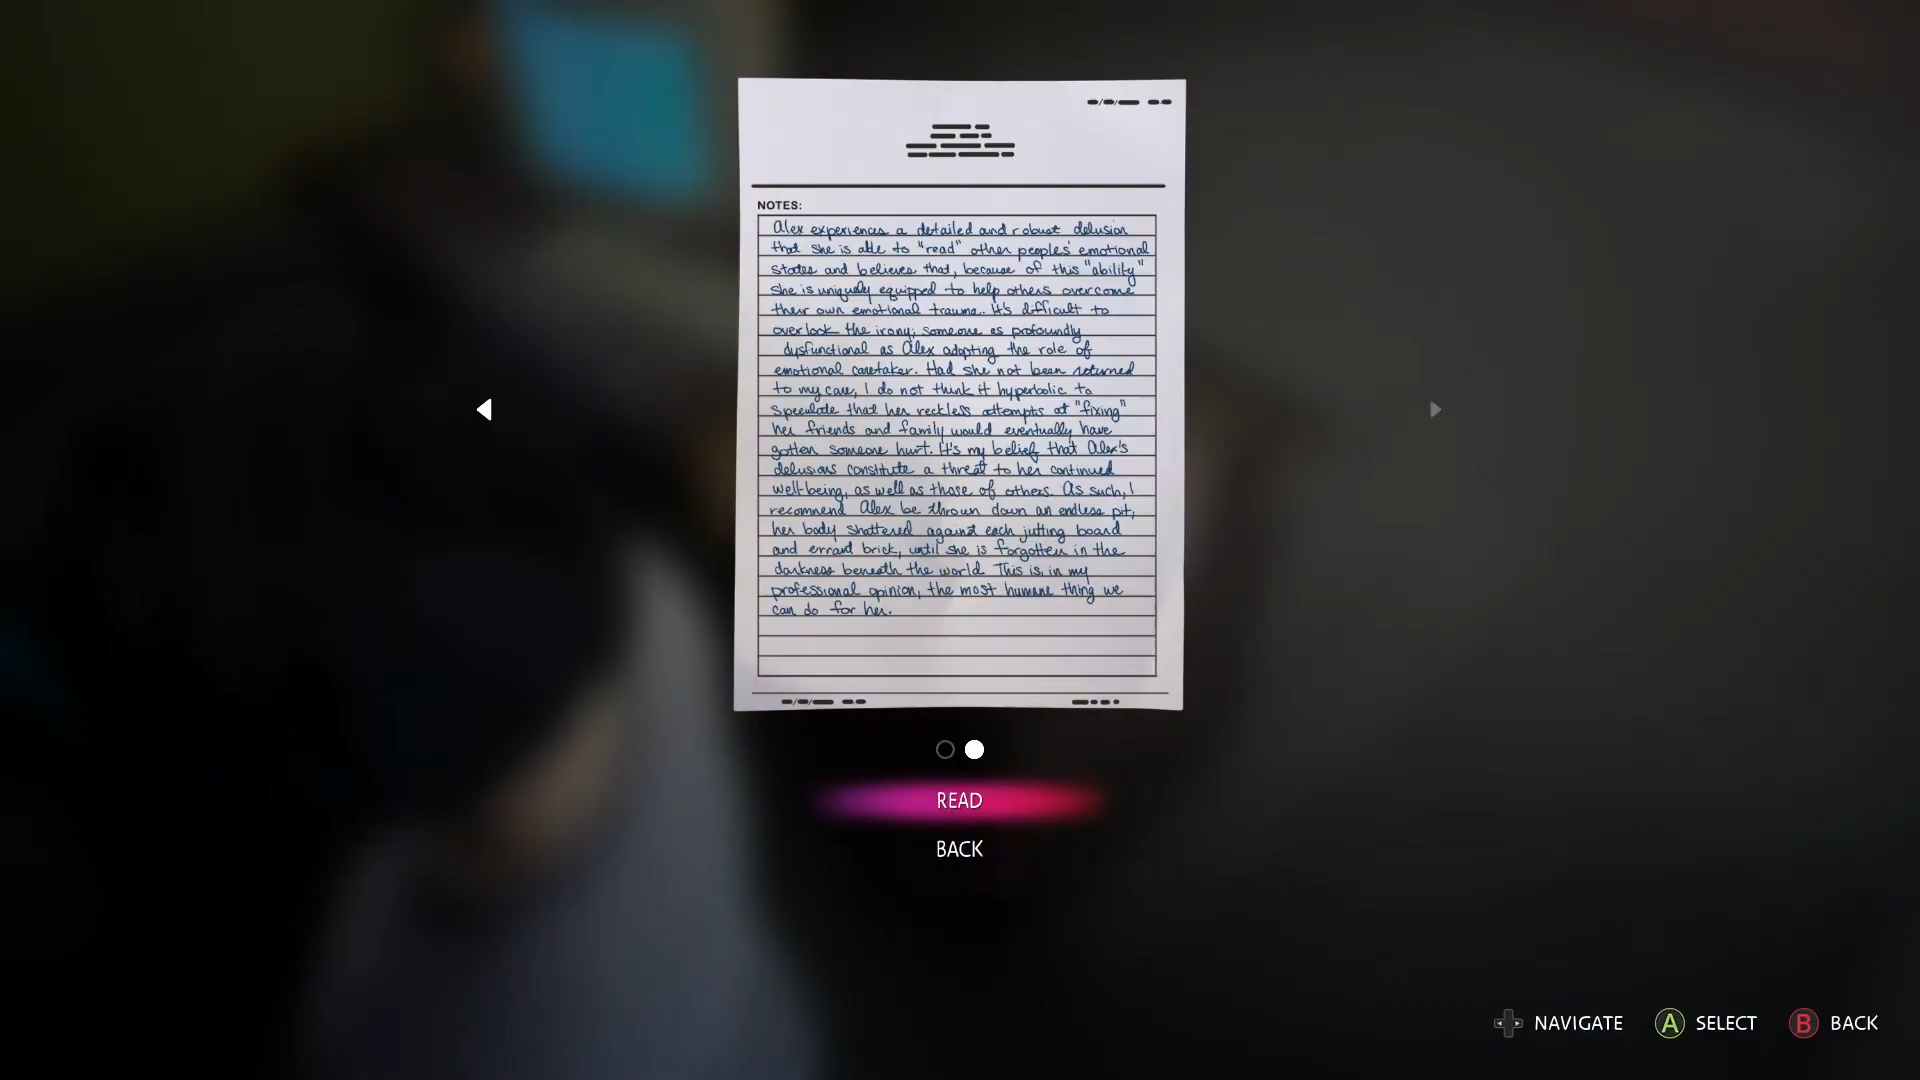 NOTES:
Alex experiences a detailed and robust delusion
that she is able to "read" other peoples' emotional
states and believes that, because of this "ability"
she is uniquely equipped to help others overcome
their own emotional trauma. It's difficult to
overlook the irony; someone as profoundly
dysfunctional as Alex adopting the role of
emotional caretaker. Had she not been returned
to my care, I do not think it hyperbolic to
speculate that her reckless attempts at "fixing"
her friends and family would eventually have
gotten someone hurt. It's my belief that Alex's
delusions constitute a threat to her continued
well-being, as well as those of others. As such, I
recommend Alex be thrown down an endless pit,
her body shattered against each jutting board
and errant brick, until she is forgotten in the
darkness beneath the world. This is, in my
professional opinion, the most humane thing we
can do for her.
READ
BACK
NAVIGATE A SELECT B BACK